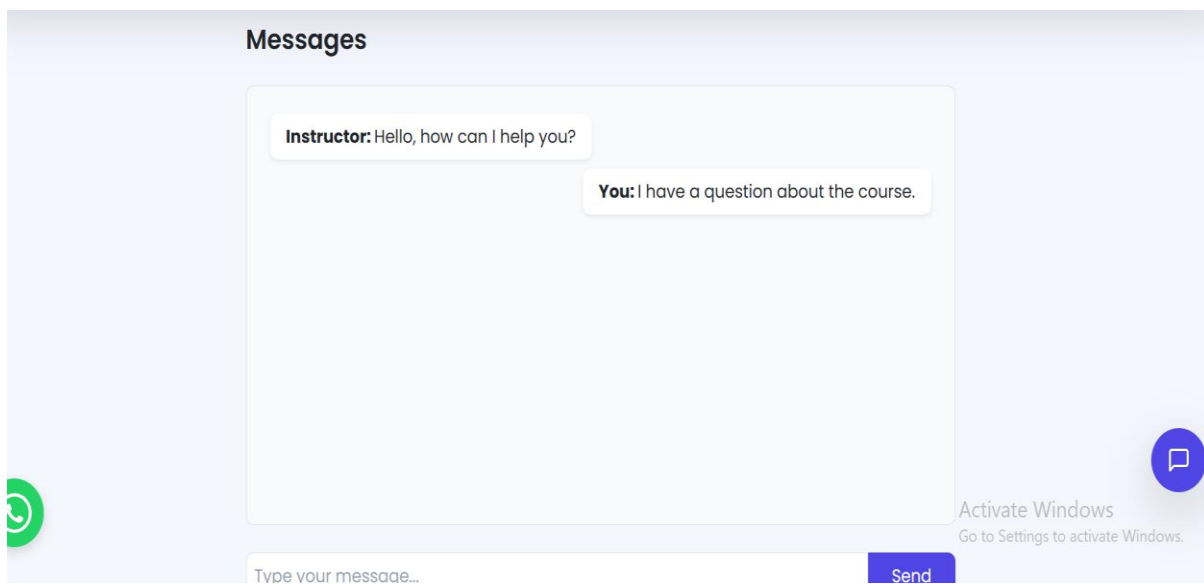 Messages
Instructor: Hello, how can I help you?
You: I have a question about the course.
Activate Windows
Go to Settings to activate Windows.
Type your message...
Send